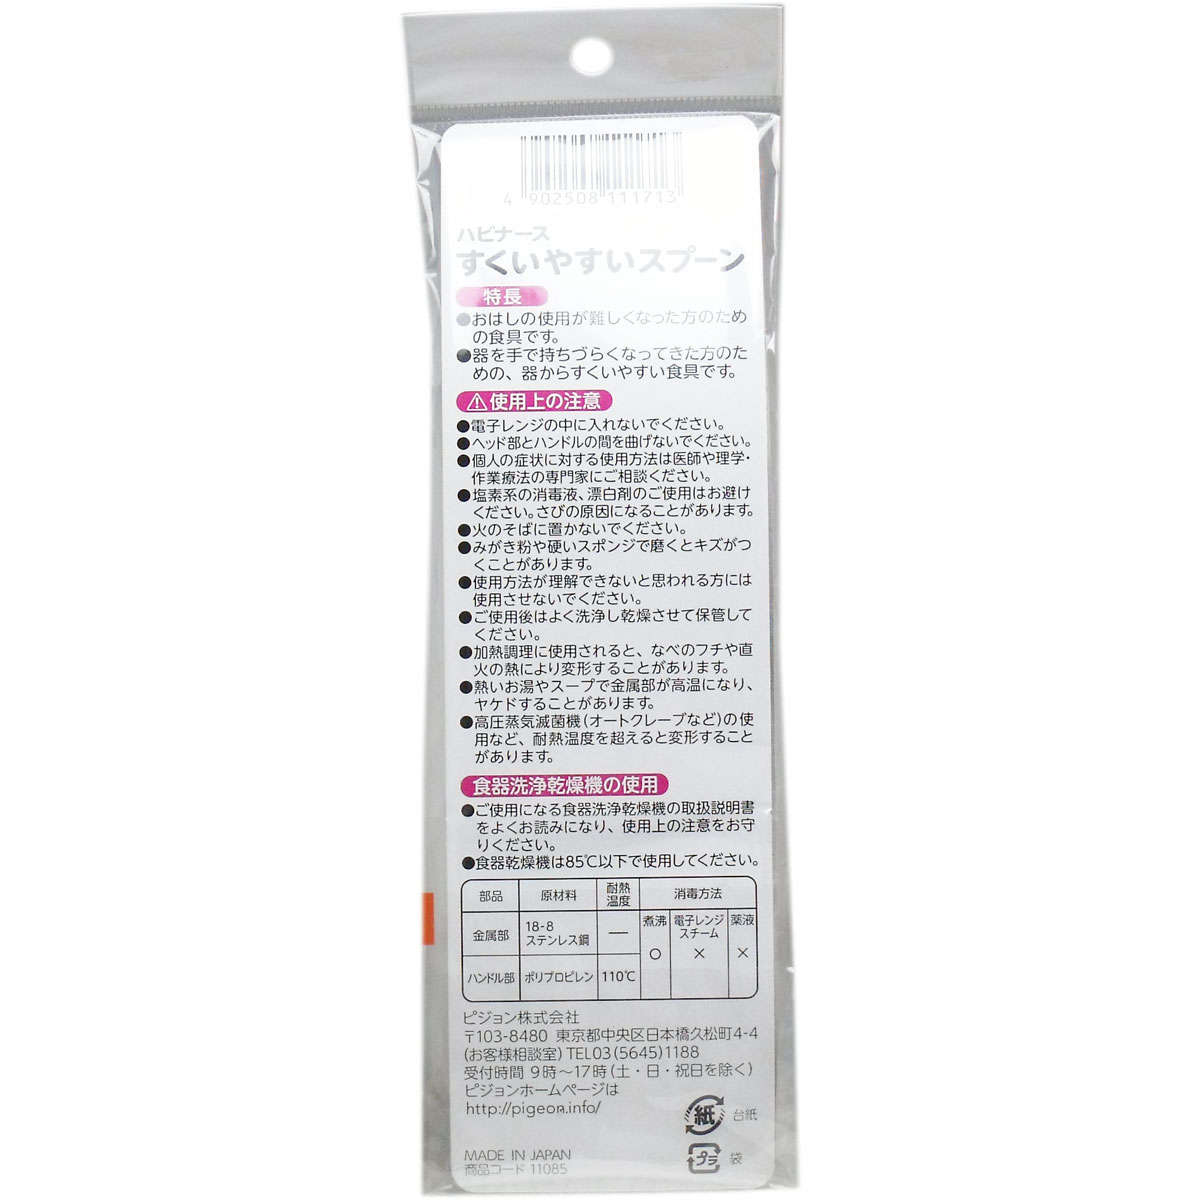 4 902508 111713
ハビナース
すくいやすいスプーン
特長
●おはしの使用が難しくなった方のため
の食具です。
●器を手で持ちづらくなってきた方のた
めの、器からすくいやすい食具です。
⚠使用上の注意
●電子レンジの中に入れないでください。
●ヘッド部とハンドルの間を曲げないでください。
●個人の症状に対する使用方法は医師や理学・
作業療法の専門家にご相談ください。
●塩素系の消毒液、漂白剤のご使用はお避け
ください。さびの原因になることがあります。
●火のそばに置かないでください。
●みがき粉や硬いスポンジで磨くとキズがつ
くことがあります。
●使用方法が理解できないと思われる方には
使用させないでください。
●ご使用後はよく洗浄し乾燥させて保管して
ください。
●加熱調理に使用されると、なべのフチや直
火の熱により変形することがあります。
●熱いお湯やスープで金属部が高温になり、
ヤケドすることがあります。
●高圧蒸気滅菌機(オートクレーブなど)の使
用など、耐熱温度を超えると変形すること
があります。
食器洗浄乾燥機の使用
●ご使用になる食器洗浄乾燥機の取扱説明書
をよくお読みになり、使用上の注意をお守
りください。
●食器乾燥機は85℃以下で使用してください。
部品 原材料 耐熱温度 消毒方法
金属部 18-8ステンレス鋼 — 煮沸 ○ 電子レンジスチーム × 薬液 ×
ハンドル部 ポリプロピレン 110℃
ピジョン株式会社
〒103-8480 東京都中央区日本橋久松町4-4
(お客様相談室)TEL03(5645)1188
受付時間 9時〜17時(土・日・祝日を除く)
ピジョンホームページは
http://pigeon.info/
紙 台紙
MADE IN JAPAN
商品コード 11085
プラ 袋